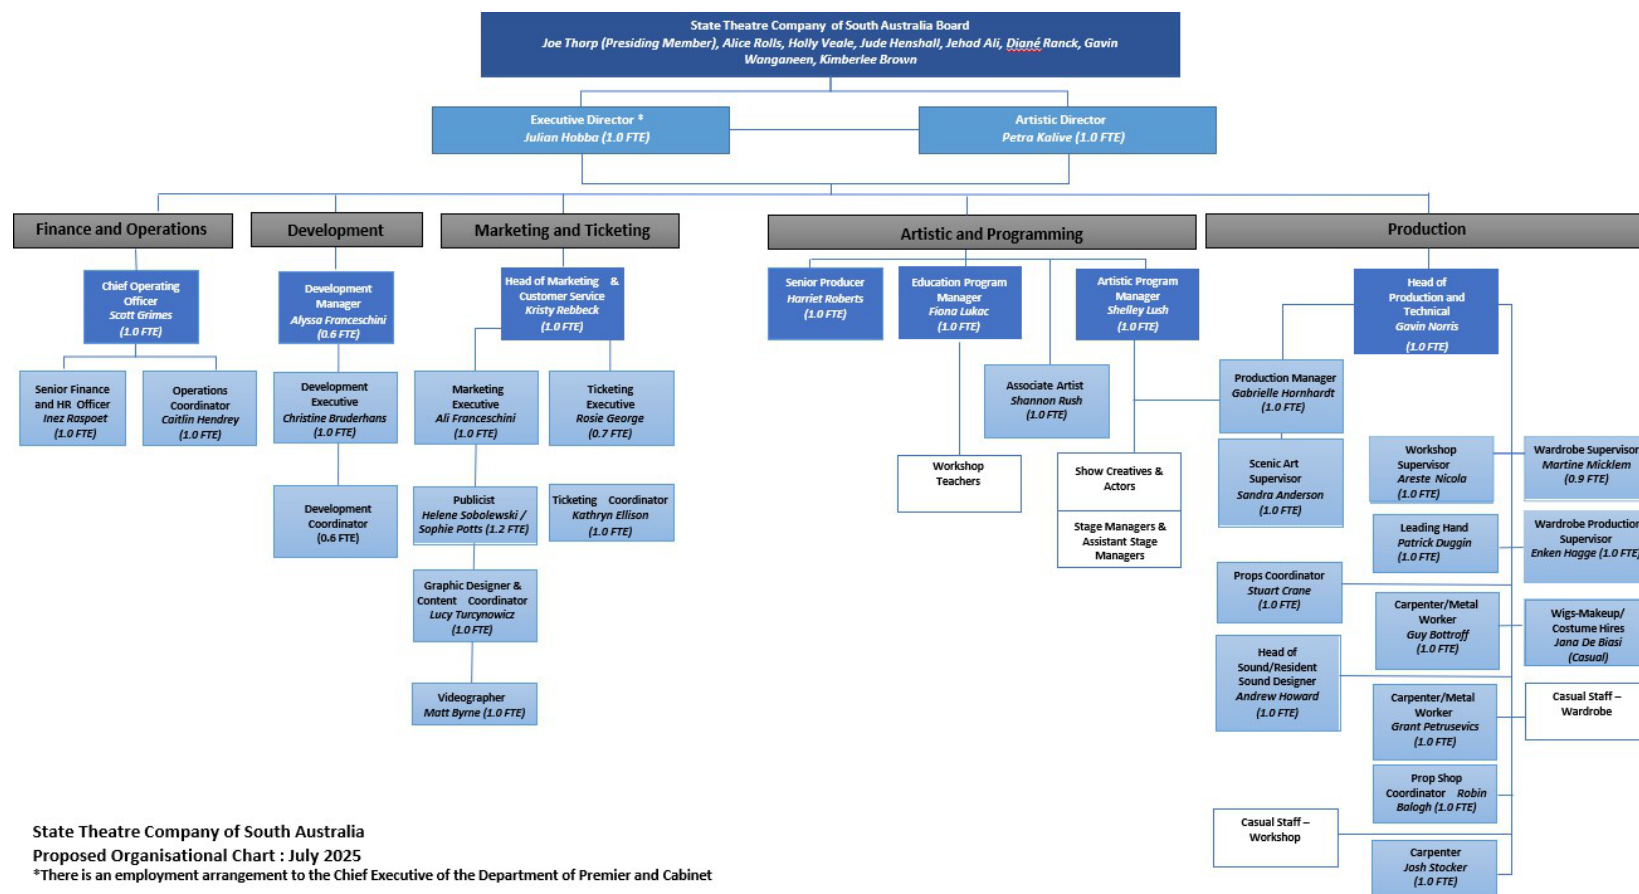 State Theatre Company of South Australia Board
Joe Thorp (Presiding Member), Alice Rolls, Holly Veale, Jude Henshall, Jehad Ali, Diané Ranck, Gavin
Wanganeen, Kimberlee Brown
Executive Director *
Julian Hobba (1.0 FTE)
Artistic Director
Petra Kalive (1.0 FTE)
Finance and Operations
Chief Operating
Officer
Scott Grimes
(1.0 FTE)
Senior Finance
and HR Officer
Inez Raspoet
(1.0 FTE)
Operations
Coordinator
Caitlin Hendrey
(1.0 FTE)
Development
Development
Manager
Alyssa Franceschini
(0.6 FTE)
Development
Executive
Christine Bruderhans
(1.0 FTE)
Development
Coordinator
(0.6 FTE)
Marketing and Ticketing
Head of Marketing &
Customer Service
Kristy Rebbeck
(1.0 FTE)
Marketing
Executive
Ali Franceschini
(1.0 FTE)
Publicist
Helene Sobolewski /
Sophie Potts (1.2 FTE)
Graphic Designer &
Content Coordinator
Lucy Turcynowicz
(1.0 FTE)
Videographer
Matt Byrne (1.0 FTE)
Ticketing
Executive
Rosie George
(0.7 FTE)
Ticketing Coordinator
Kathryn Ellison
(1.0 FTE)
Artistic and Programming
Senior Producer
Harriet Roberts
(1.0 FTE)
Education Program
Manager
Fiona Lukac
(1.0 FTE)
Workshop
Teachers
Associate Artist
Shannon Rush
(1.0 FTE)
Artistic Program
Manager
Shelley Lush
(1.0 FTE)
Show Creatives &
Actors
Stage Managers &
Assistant Stage
Managers
Production
Head of
Production and
Technical
Gavin Norris
(1.0 FTE)
Production Manager
Gabrielle Hornhardt
(1.0 FTE)
Scenic Art
Supervisor
Sandra Anderson
(1.0 FTE)
Props Coordinator
Stuart Crane
(1.0 FTE)
Head of
Sound/Resident
Sound Designer
Andrew Howard
(1.0 FTE)
Casual Staff –
Workshop
Workshop
Supervisor
Areste Nicola
(1.0 FTE)
Leading Hand
Patrick Duggin
(1.0 FTE)
Carpenter/Metal
Worker
Guy Bottroff
(1.0 FTE)
Carpenter/Metal
Worker
Grant Petrusevics
(1.0 FTE)
Prop Shop
Coordinator Robin
Balogh (1.0 FTE)
Carpenter
Josh Stocker
(1.0 FTE)
Wardrobe Supervisor
Martine Micklem
(0.9 FTE)
Wardrobe Production
Supervisor
Enken Hagge (1.0 FTE)
Wigs-Makeup/
Costume Hires
Jana De Biasi
(Casual)
Casual Staff –
Wardrobe
State Theatre Company of South Australia
Proposed Organisational Chart : July 2025
*There is an employment arrangement to the Chief Executive of the Department of Premier and Cabinet